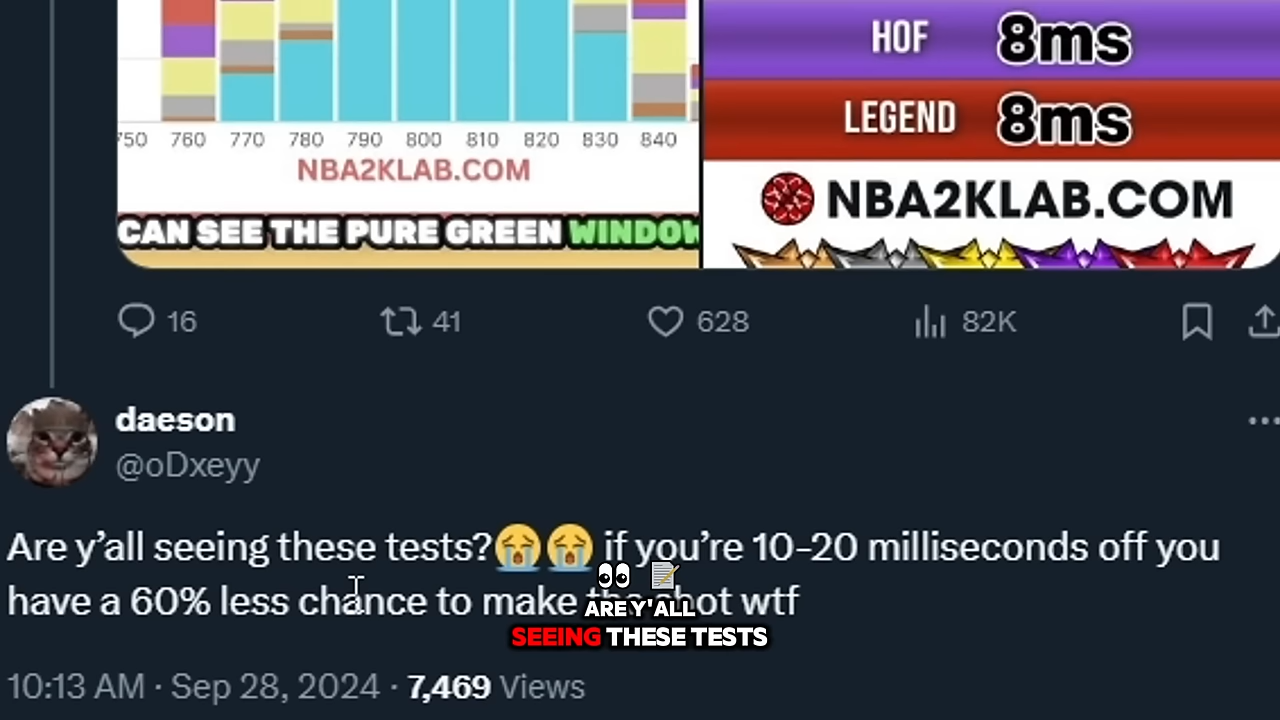 HOF 8ms
LEGEND 8ms
750 760 770 780 790 800 810 820 830 840
NBA2KLAB.COM
NBA2KLAB.COM
CAN SEE THE PURE GREEN WINDOW
16 41 628 82K
daeson
@oDxeyy
Are y’all seeing these tests?😭😭 if you’re 10-20 milliseconds off you
have a 60% less chance to make the shot wtf
👀 📝
ARE Y'ALL
SEEING THESE TESTS
10:13 AM · Sep 28, 2024 · 7,469 Views